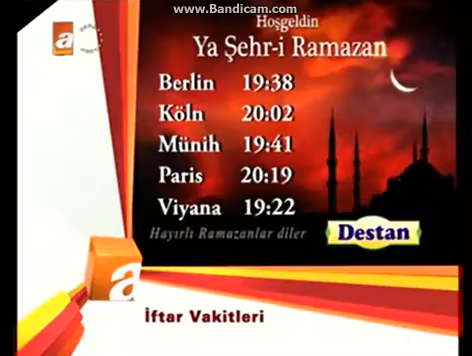 www.Bandicam.com
Hoşgeldin
Ya Şehr-i Ramazan
Berlin 19:38
Köln 20:02
Münih 19:41
Paris 20:19
Viyana 19:22
Hayırlı Ramazanlar diler
Destan
a
a
İftar Vakitleri